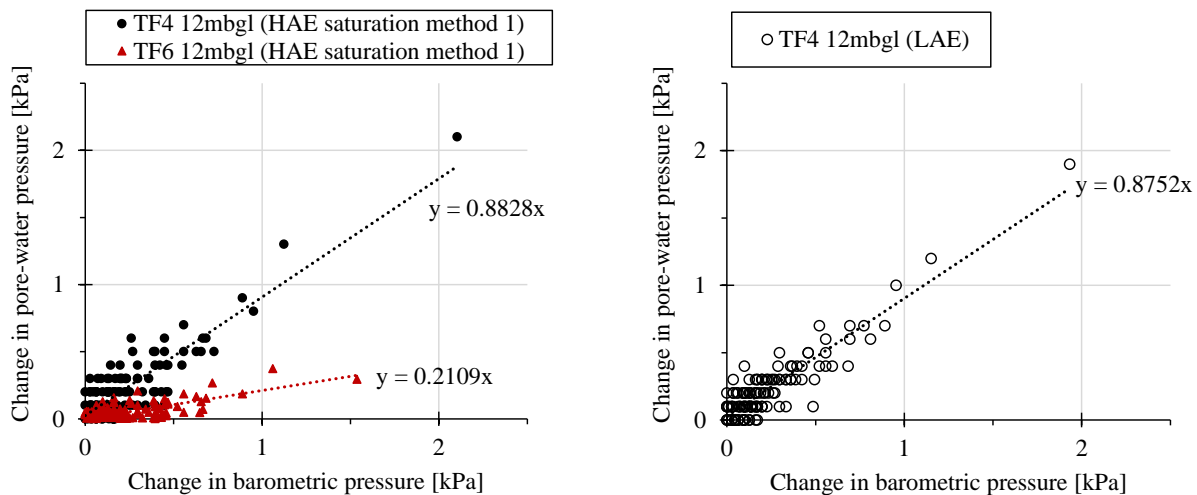 TF4 12mbgl (HAE saturation method 1)
TF6 12mbgl (HAE saturation method 1)
Change in pore-water pressure [kPa]
2
1
0
y = 0.8828x
y = 0.2109x
0 1 2
Change in barometric pressure [kPa]
TF4 12mbgl (LAE)
Change in pore-water pressure [kPa]
2
1
0
y = 0.8752x
0 1 2
Change in barometric pressure [kPa]